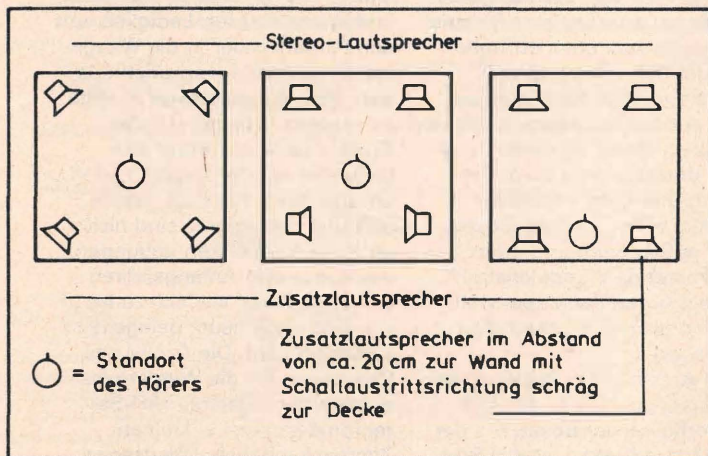 Stereo-Lautsprecher
Zusatzlautsprecher
Zusatzlautsprecher im Abstand
von ca. 20 cm zur Wand mit
Schallaustrittsrichtung schräg
zur Decke
= Standort
des Hörers